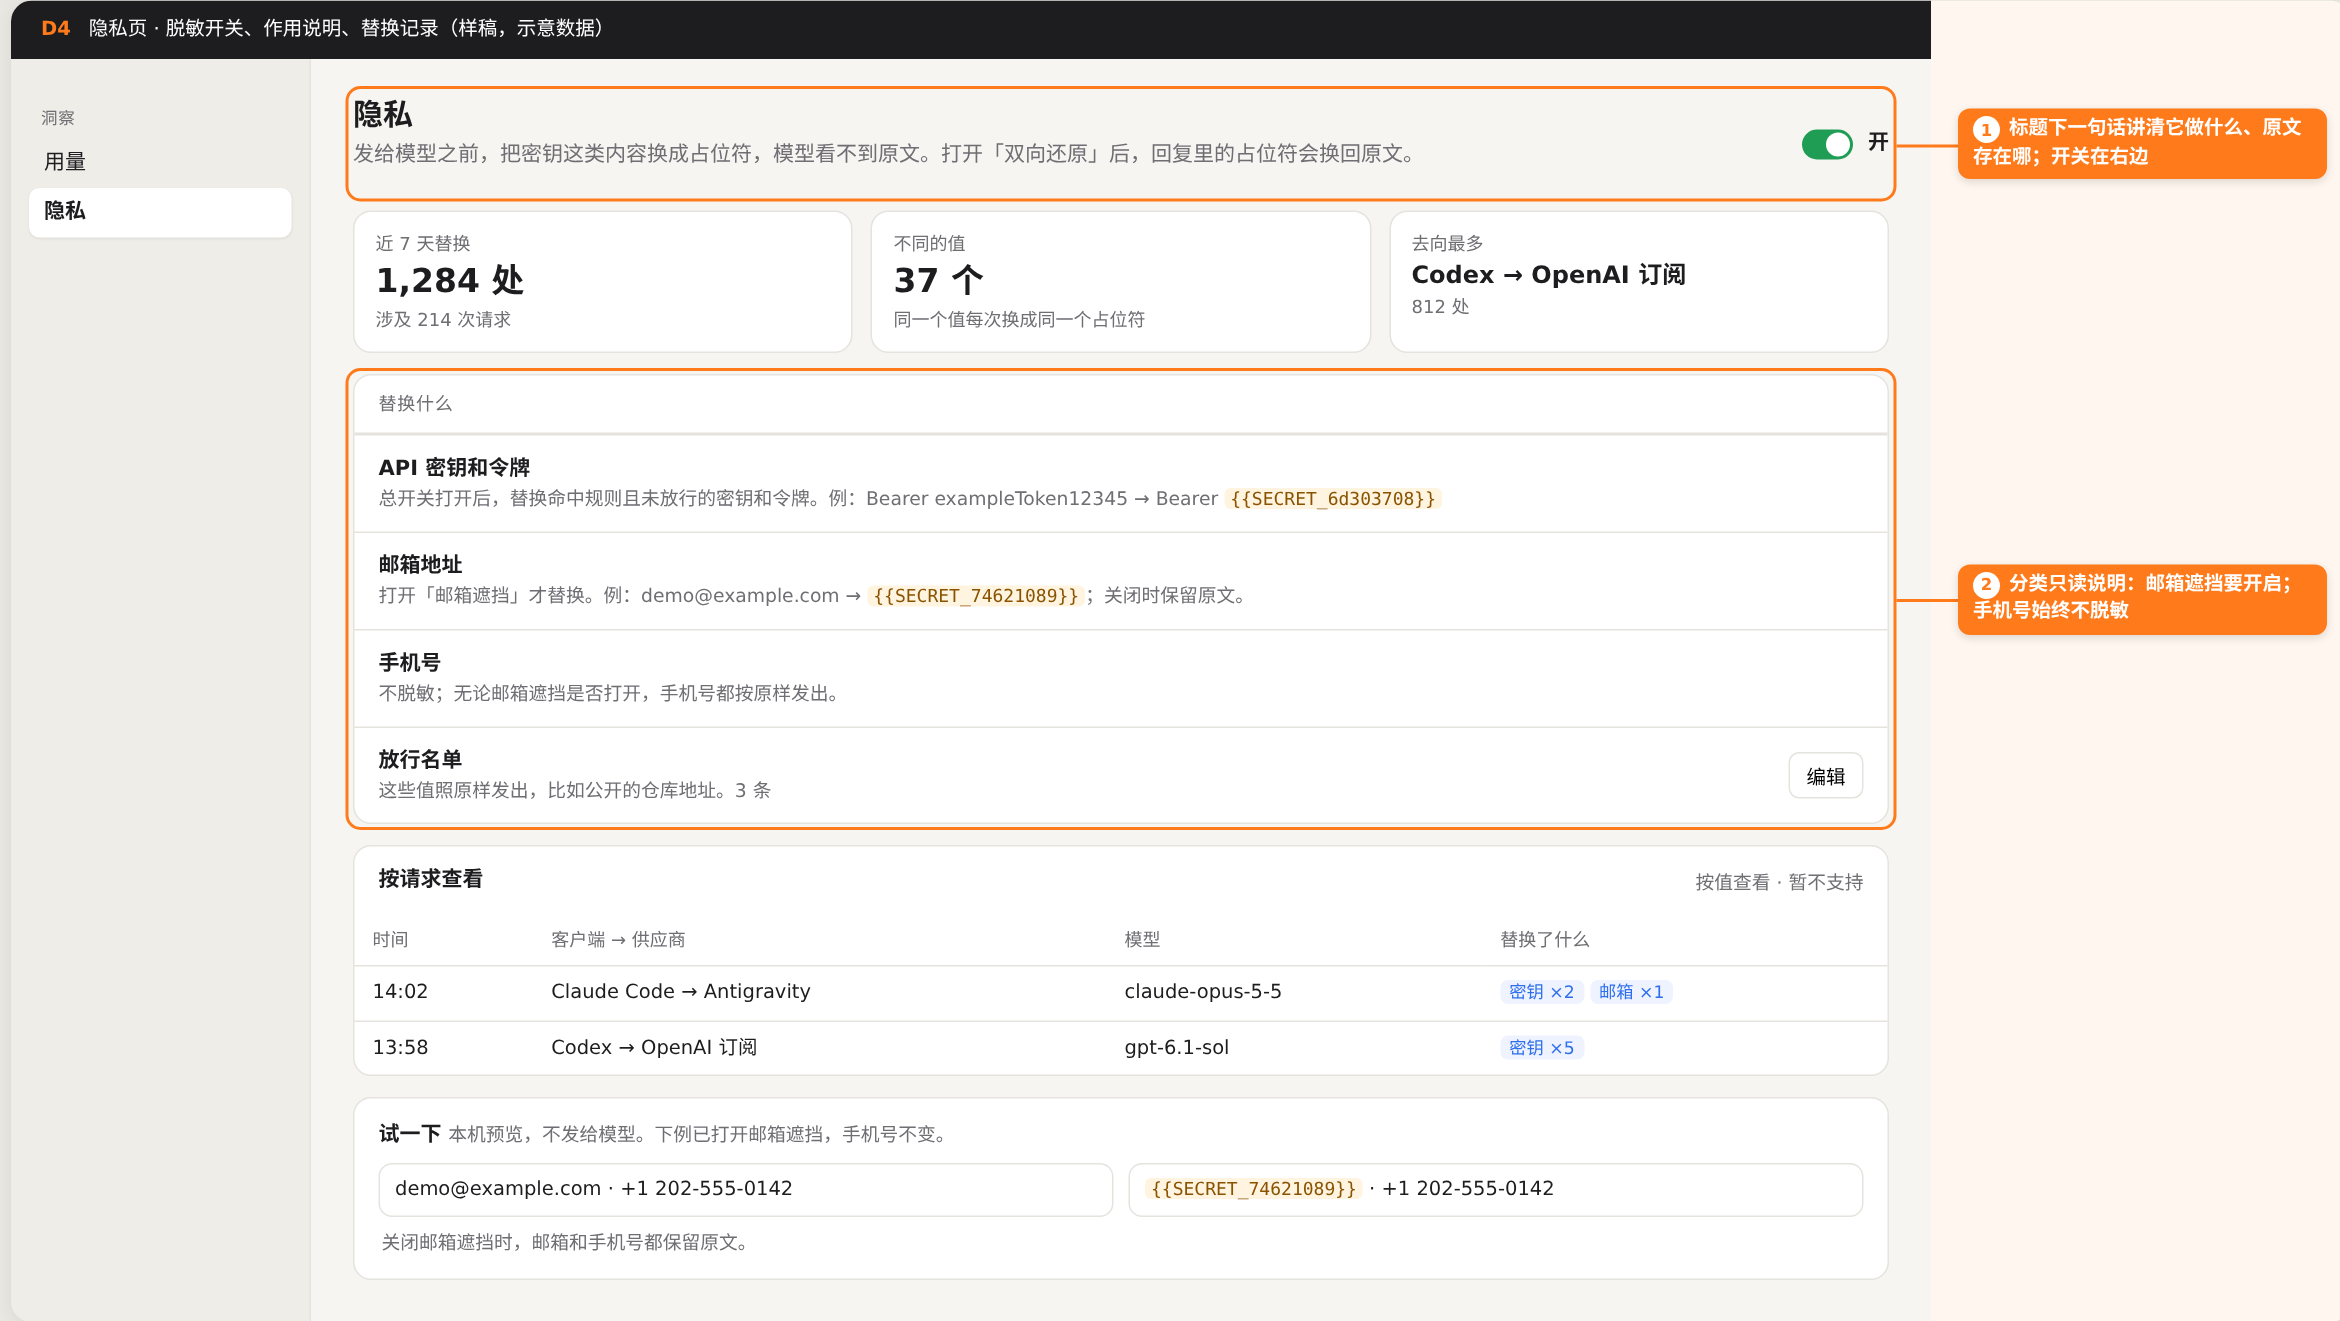 D4 隐私页 · 脱敏开关、作用说明、替换记录（样稿，示意数据）
洞察
用量
隐私
隐私
发给模型之前，把密钥这类内容换成占位符，模型看不到原文。打开「双向还原」后，回复里的占位符会换回原文。
开
1 标题下一句话讲清它做什么、原文
存在哪；开关在右边
近 7 天替换
1,284 处
涉及 214 次请求
不同的值
37 个
同一个值每次换成同一个占位符
去向最多
Codex → OpenAI 订阅
812 处
替换什么
API 密钥和令牌
总开关打开后，替换命中规则且未放行的密钥和令牌。例：Bearer exampleToken12345 → Bearer {{SECRET_6d303708}}
邮箱地址
打开「邮箱遮挡」才替换。例：demo@example.com → {{SECRET_74621089}}；关闭时保留原文。
2 分类只读说明：邮箱遮挡要开启；
手机号始终不脱敏
手机号
不脱敏；无论邮箱遮挡是否打开，手机号都按原样发出。
放行名单
这些值照原样发出，比如公开的仓库地址。3 条
编辑
按请求查看
按值查看 · 暂不支持
时间 客户端 → 供应商 模型 替换了什么
14:02 Claude Code → Antigravity claude-opus-5-5 密钥 ×2 邮箱 ×1
13:58 Codex → OpenAI 订阅 gpt-6.1-sol 密钥 ×5
试一下 本机预览，不发给模型。下例已打开邮箱遮挡，手机号不变。
demo@example.com · +1 202-555-0142
{{SECRET_74621089}} · +1 202-555-0142
关闭邮箱遮挡时，邮箱和手机号都保留原文。